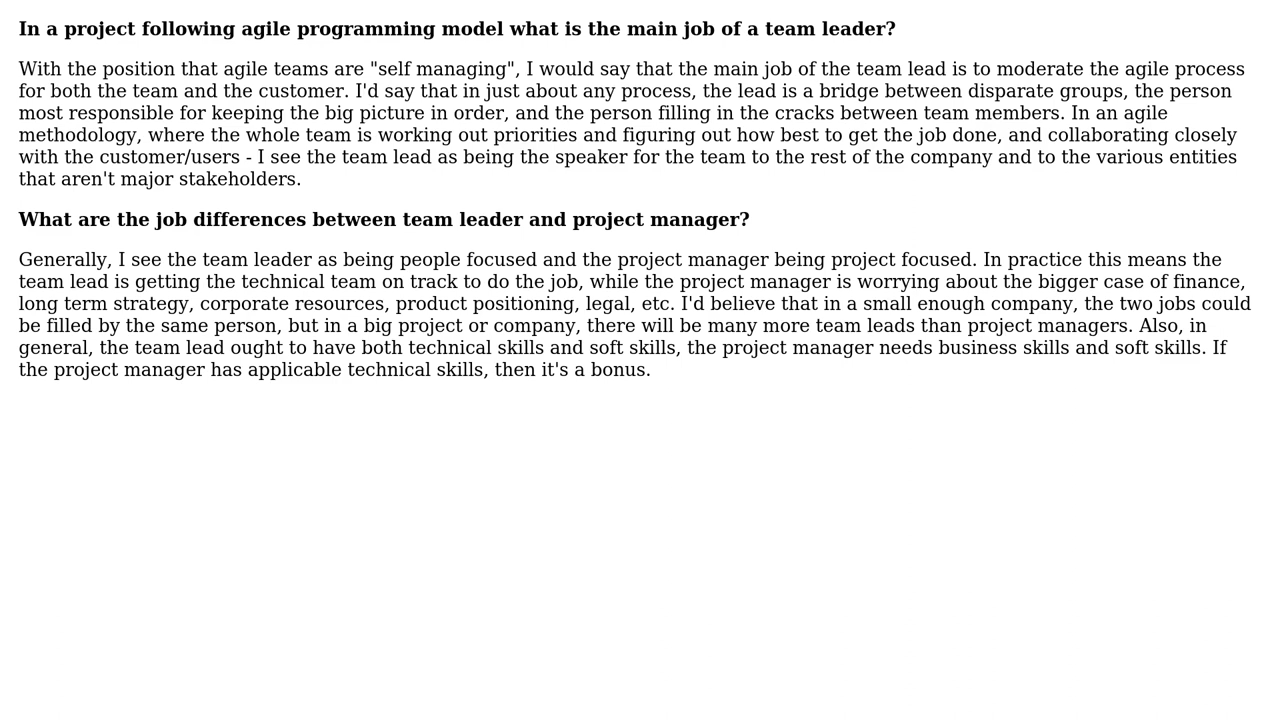 In a project following agile programming model what is the main job of a team leader?
With the position that agile teams are "self managing", I would say that the main job of the team lead is to moderate the agile process
for both the team and the customer. I'd say that in just about any process, the lead is a bridge between disparate groups, the person
most responsible for keeping the big picture in order, and the person filling in the cracks between team members. In an agile
methodology, where the whole team is working out priorities and figuring out how best to get the job done, and collaborating closely
with the customer/users - I see the team lead as being the speaker for the team to the rest of the company and to the various entities
that aren't major stakeholders.
What are the job differences between team leader and project manager?
Generally, I see the team leader as being people focused and the project manager being project focused. In practice this means the
team lead is getting the technical team on track to do the job, while the project manager is worrying about the bigger case of finance,
long term strategy, corporate resources, product positioning, legal, etc. I'd believe that in a small enough company, the two jobs could
be filled by the same person, but in a big project or company, there will be many more team leads than project managers. Also, in
general, the team lead ought to have both technical skills and soft skills, the project manager needs business skills and soft skills. If
the project manager has applicable technical skills, then it's a bonus.